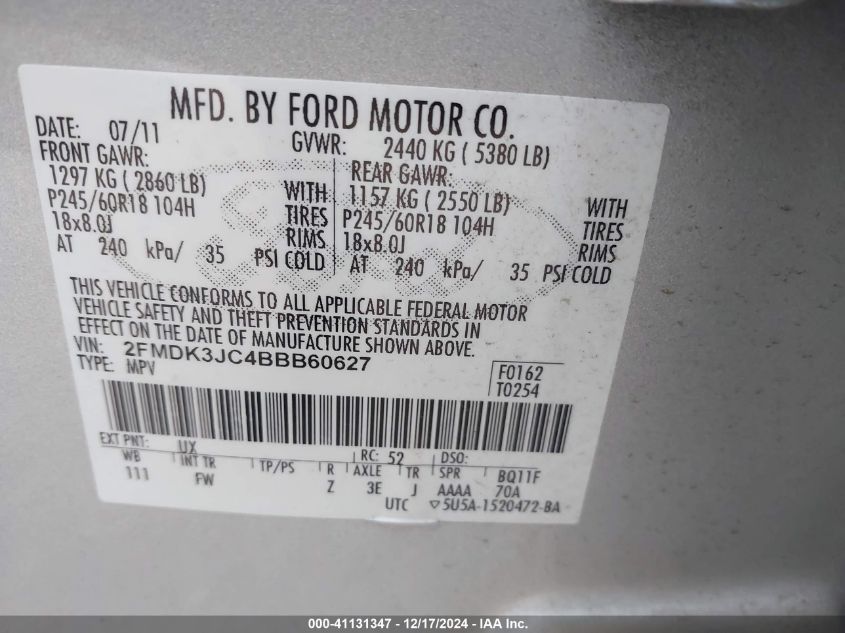 MFD. BY FORD MOTOR CO.
DATE: 07/11 GVWR: 2440 KG ( 5380 LB)
FRONT GAWR: REAR GAWR:
1297 KG ( 2860 LB) WITH 1157 KG ( 2550 LB) WITH
P245/60R18 104H TIRES P245/60R18 104H TIRES
18x8.0J RIMS 18x8.0J RIMS
AT 240 kPa/ 35 PSI COLD AT 240 kPa/ 35 PSI COLD
THIS VEHICLE CONFORMS TO ALL APPLICABLE FEDERAL MOTOR
VEHICLE SAFETY AND THEFT PREVENTION STANDARDS IN
EFFECT ON THE DATE OF MANUFACTURE SHOWN ABOVE.
VIN: 2FMDK3JC4BBB60627
TYPE: MPV
F0162
T0254
EXT PNT: UX RC: 52 DSO:
WB INT TR TP/PS R AXLE TR SPR BQ11F
111 FW Z 3E J AAAA 70A
UTC ▽5U5A-1520472-BA
000-41131347 - 12/17/2024 - IAA Inc.